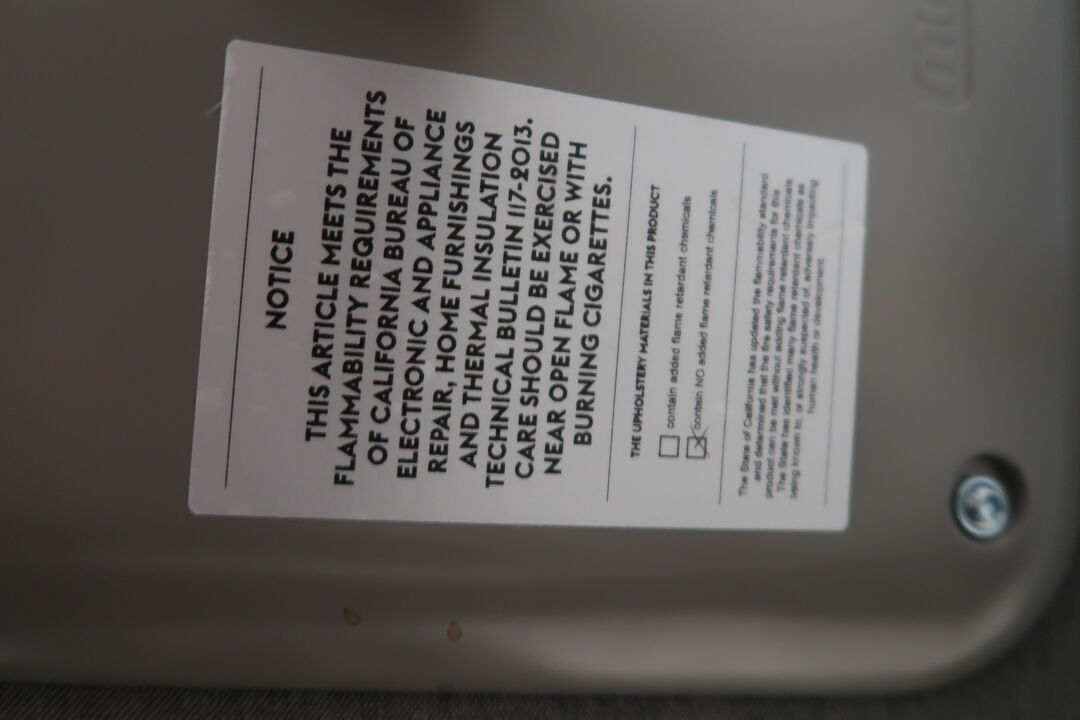 NOTICE
THIS ARTICLE MEETS THE
FLAMMABILITY REQUIREMENTS
OF CALIFORNIA BUREAU OF
ELECTRONIC AND APPLIANCE
REPAIR, HOME FURNISHINGS
AND THERMAL INSULATION
TECHNICAL BULLETIN 117-2013.
CARE SHOULD BE EXERCISED
NEAR OPEN FLAME OR WITH
BURNING CIGARETTES.
THE UPHOLSTERY MATERIALS IN THIS PRODUCT
contain added flame retardant chemicals
contain NO added flame retardant chemicals
The State of California has updated the flammability standard
and determined that the fire safety requirements for this
product can be met without adding flame retardant chemicals.
The State has identified many flame retardant chemicals as
being known to, or strongly suspected of, adversely impacting
human health or development.